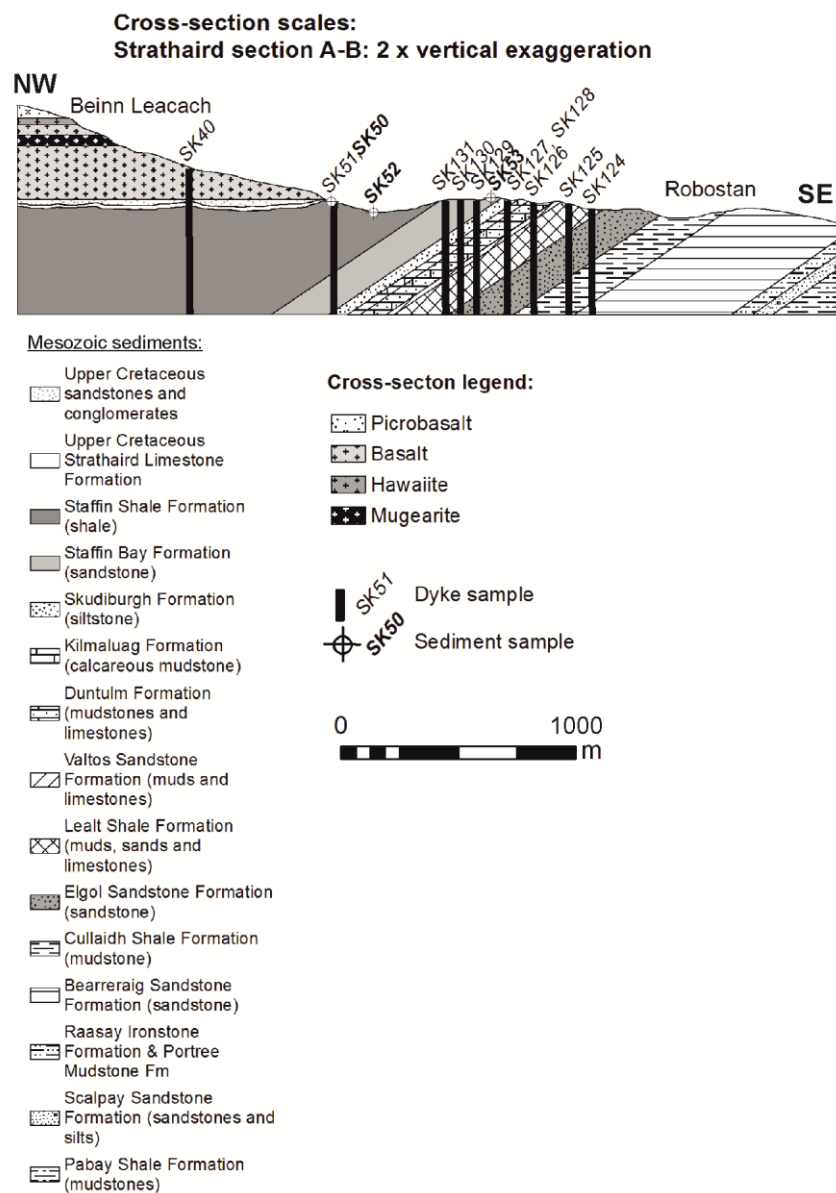 Cross-section scales:
Strathaird section A-B: 2 x vertical exaggeration
NW
Beinn Leacach
SK40
SK51, SK50
SK52
SK131
SK130
SK129
SK53
SK127, SK128
SK126
SK125
SK124
Robostan
SE
Mesozoic sediments:
Upper Cretaceous
sandstones and
conglomerates
Upper Cretaceous
Strathaird Limestone
Formation
Staffin Shale Formation
(shale)
Staffin Bay Formation
(sandstone)
Skudiburgh Formation
(siltstone)
Kilmaluag Formation
(calcareous mudstone)
Duntulm Formation
(mudstones and
limestones)
Valtos Sandstone
Formation (muds and
limestones)
Lealt Shale Formation
(muds, sands and
limestones)
Elgol Sandstone Formation
(sandstone)
Cullaidh Shale Formation
(mudstone)
Bearreraig Sandstone
Formation (sandstone)
Raasay Ironstone
Formation & Portree
Mudstone Fm
Scalpay Sandstone
Formation (sandstones and
silts)
Pabay Shale Formation
(mudstones)
Cross-secton legend:
Picrobasalt
Basalt
Hawaiite
Mugearite
SK51
Dyke sample
SK50
Sediment sample
0 1000
m